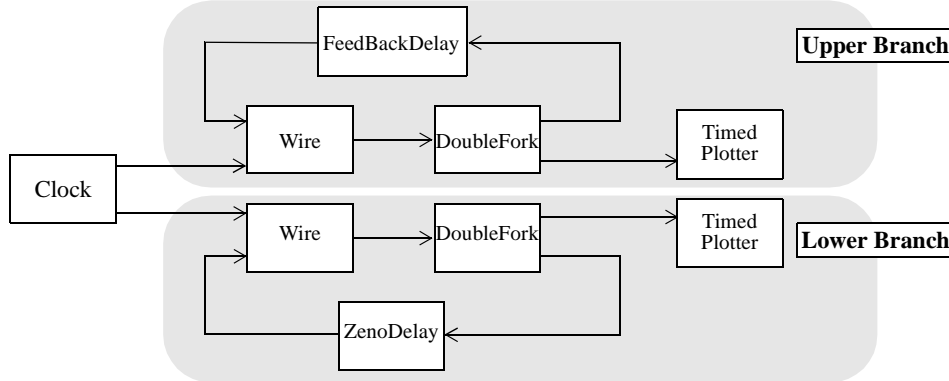 FeedBackDelay
Upper Branch
Wire
DoubleFork
Timed
Plotter
Clock
Wire
DoubleFork
Timed
Plotter
Lower Branch
ZenoDelay